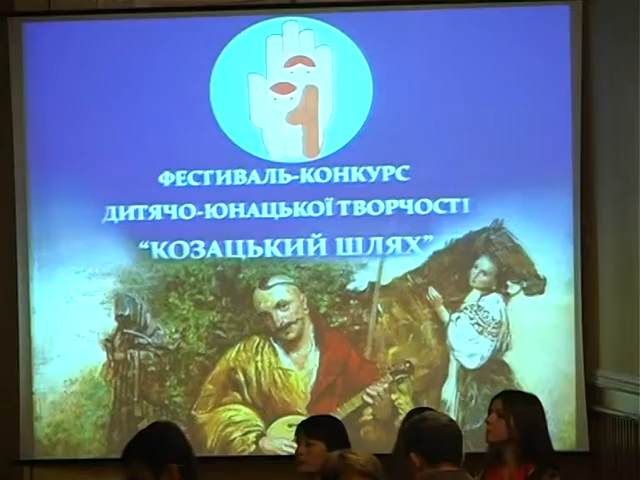 ФЕСТИВАЛЬ-КОНКУРС
ДИТЯЧО-ЮНАЦЬКОЇ ТВОРЧОСТІ
“КОЗАЦЬКИЙ ШЛЯХ”